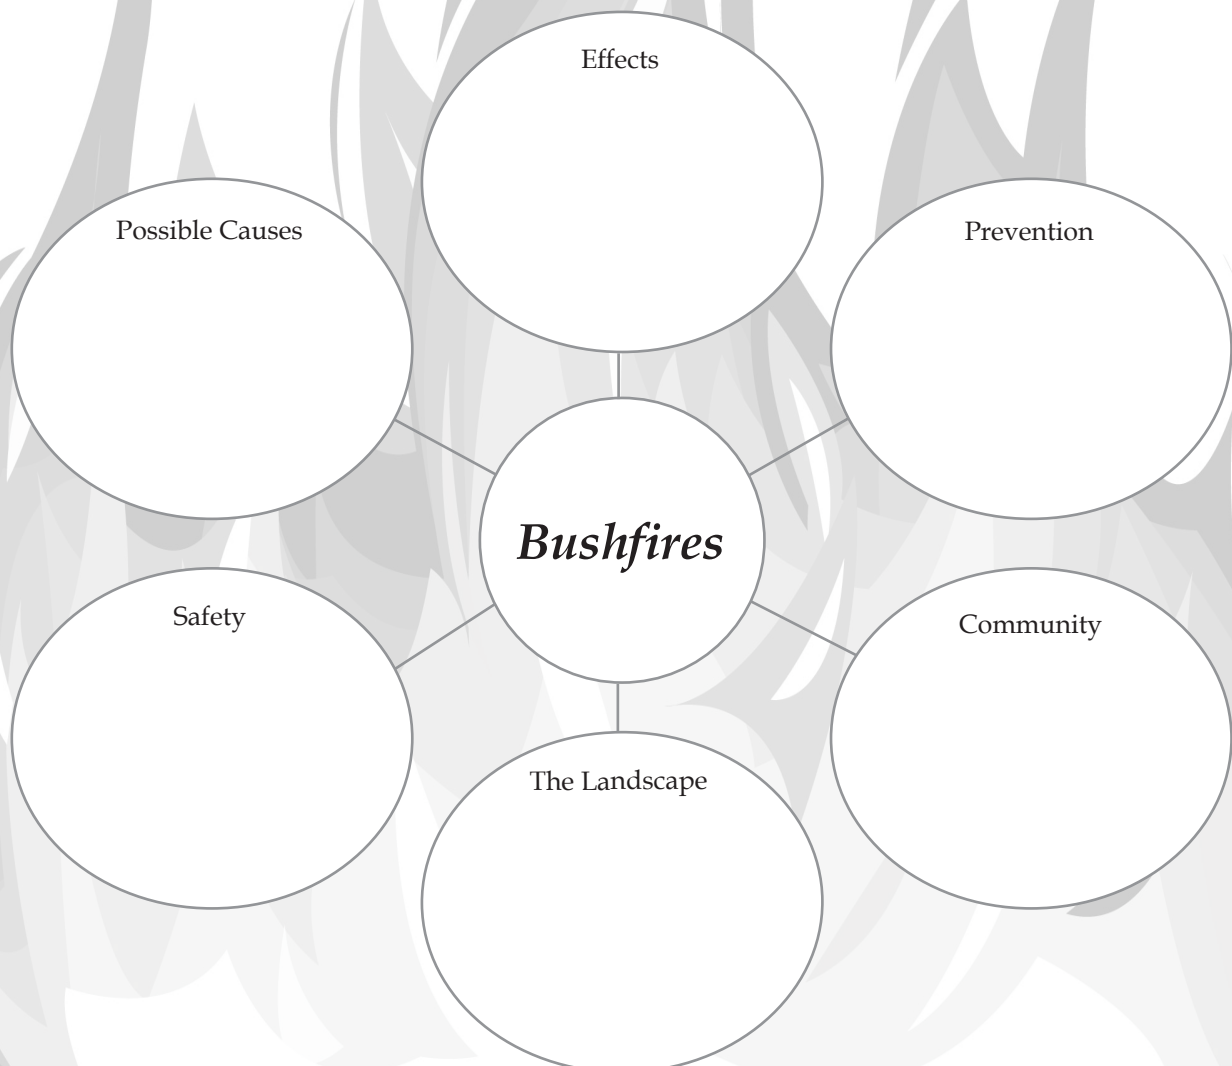 Effects
Possible Causes
Prevention
Bushfires
Safety
Community
The Landscape